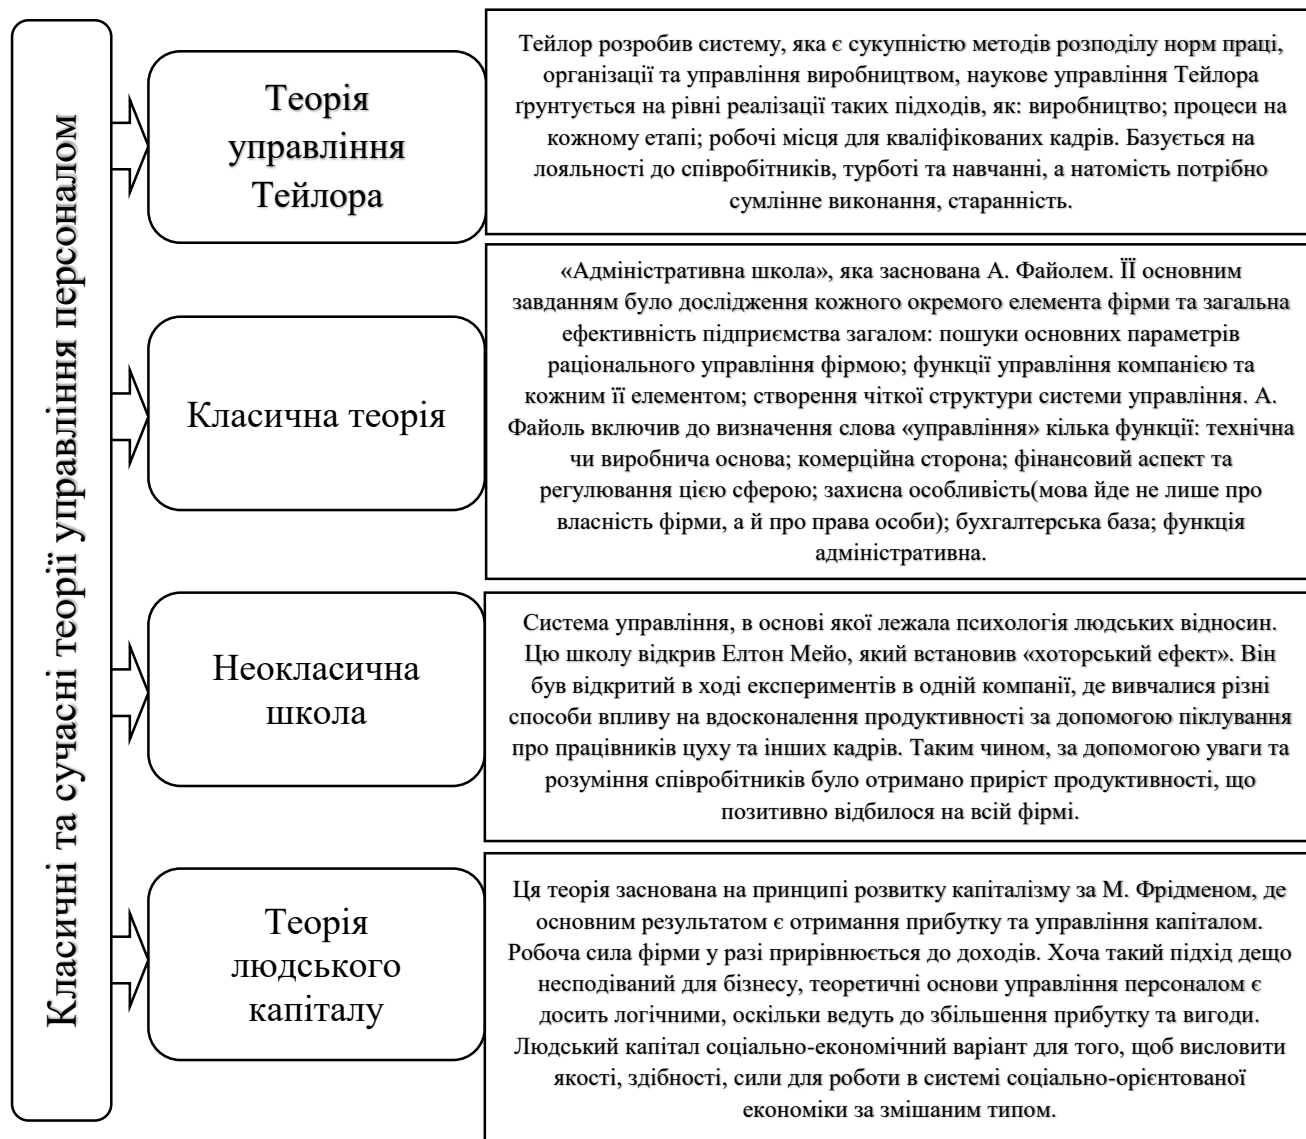 Класичні та сучасні теорії управління персоналом
Теорія
управління
Тейлора
Тейлор розробив систему, яка є сукупністю методів розподілу норм праці,
організації та управління виробництвом, наукове управління Тейлора
ґрунтується на рівні реалізації таких підходів, як: виробництво; процеси на
кожному етапі; робочі місця для кваліфікованих кадрів. Базується на
лояльності до співробітників, турботі та навчанні, а натомість потрібно
сумлінне виконання, старанність.
Класична теорія
«Адміністративна школа», яка заснована А. Файолем. ЇЇ основним
завданням було дослідження кожного окремого елемента фірми та загальна
ефективність підприємства загалом: пошуки основних параметрів
раціонального управління фірмою; функції управління компанією та
кожним її елементом; створення чіткої структури системи управління. А.
Файоль включив до визначення слова «управління» кілька функції: технічна
чи виробнича основа; комерційна сторона; фінансовий аспект та
регулювання цією сферою; захисна особливість(мова йде не лише про
власність фірми, а й про права особи); бухгалтерська база; функція
адміністративна.
Неокласична
школа
Система управління, в основі якої лежала психологія людських відносин.
Цю школу відкрив Елтон Мейо, який встановив «хоторський ефект». Він
був відкритий в ході експериментів в одній компанії, де вивчалися різні
способи впливу на вдосконалення продуктивності за допомогою піклування
про працівників цуху та інших кадрів. Таким чином, за допомогою уваги та
розуміння співробітників було отримано приріст продуктивності, що
позитивно відбилося на всій фірмі.
Теорія
людського
капіталу
Ця теорія заснована на принципі розвитку капіталізму за М. Фрідменом, де
основним результатом є отримання прибутку та управління капіталом.
Робоча сила фірми у разі прирівнюється до доходів. Хоча такий підхід дещо
несподіваний для бізнесу, теоретичні основи управління персоналом є
досить логічними, оскільки ведуть до збільшення прибутку та вигоди.
Людський капітал соціально-економічний варіант для того, щоб висловити
якості, здібності, сили для роботи в системі соціально-орієнтованої
економіки за змішаним типом.